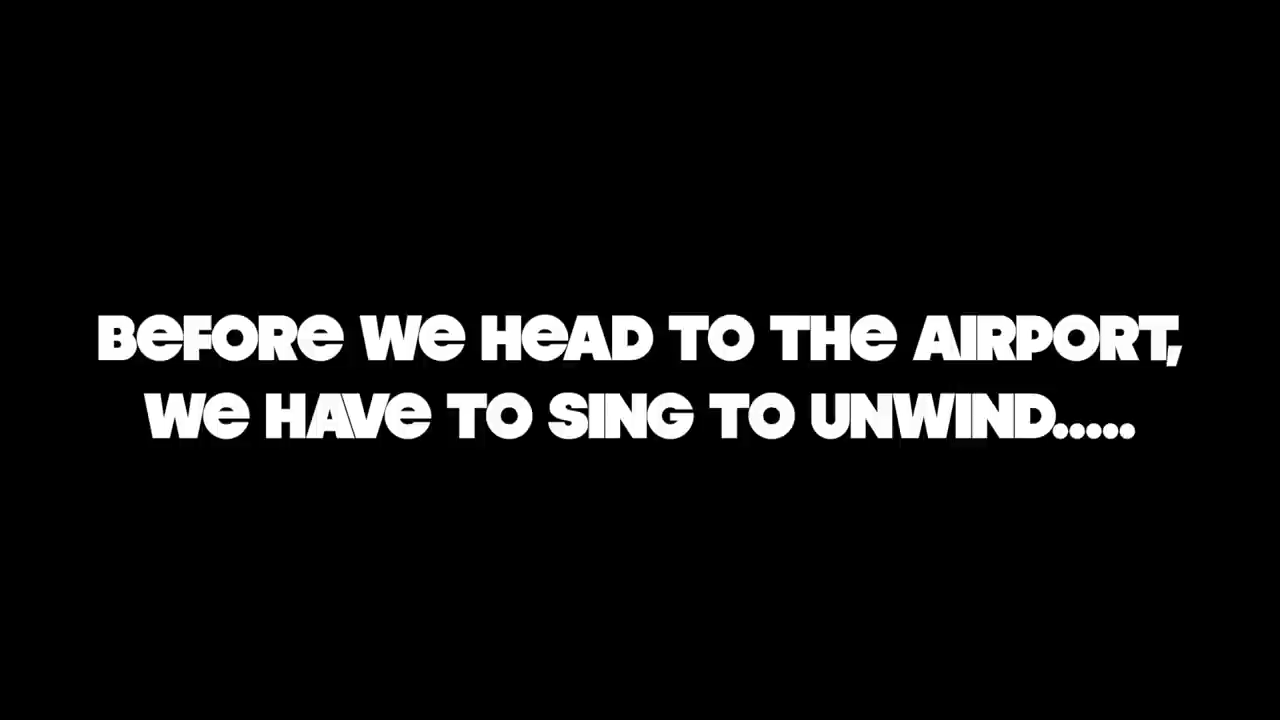 BeFORe We HeAD TO THe AIRPORT,
We HAVe TO SING TO UNWIND.....